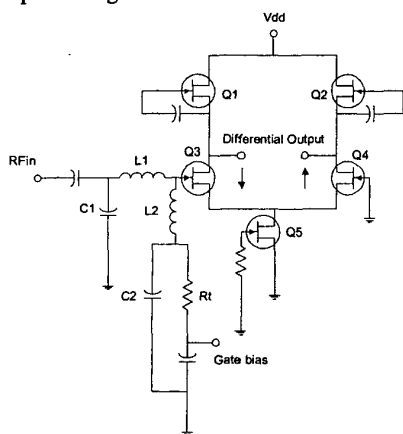 Vdd
Q1
Q2
Differential Output
Q3
Q4
RFin
L1
L2
C1
Q5
C2
Rt
Gate bias